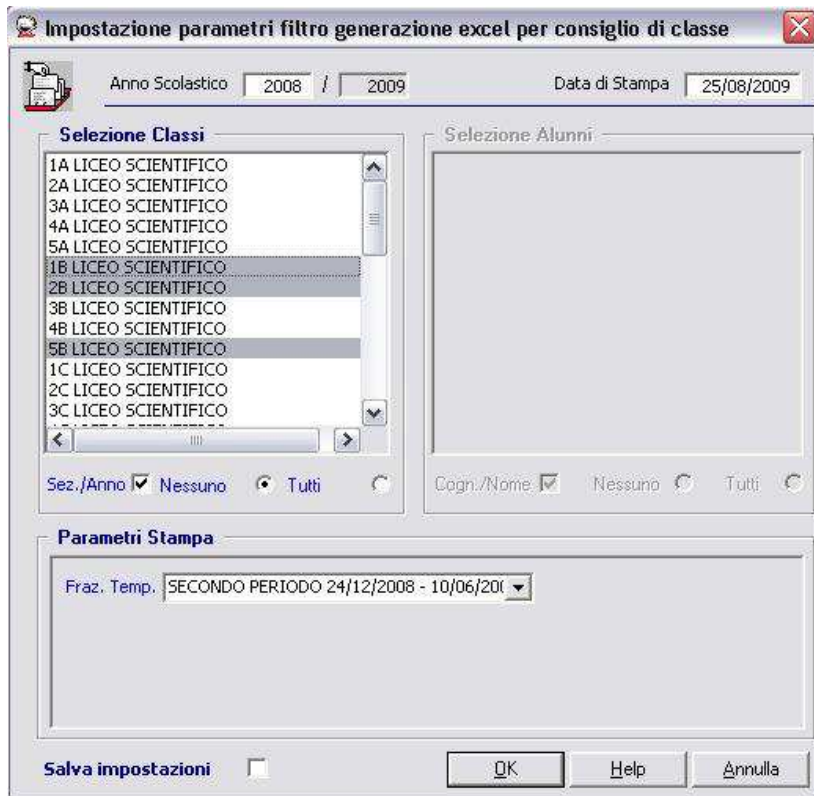 Impostazione parametri filtro generazione excel per consiglio di classe
Anno Scolastico 2008 / 2009 Data di Stampa 25/08/2009
Selezione Classi Selezione Alunni
1A LICEO SCIENTIFICO
2A LICEO SCIENTIFICO
3A LICEO SCIENTIFICO
4A LICEO SCIENTIFICO
5A LICEO SCIENTIFICO
1B LICEO SCIENTIFICO
2B LICEO SCIENTIFICO
3B LICEO SCIENTIFICO
4B LICEO SCIENTIFICO
5B LICEO SCIENTIFICO
1C LICEO SCIENTIFICO
2C LICEO SCIENTIFICO
3C LICEO SCIENTIFICO
Sez./Anno Nessuno Tutti Cogn./Nome Nessuno Tutti
Parametri Stampa
Fraz. Temp. SECONDO PERIODO 24/12/2008 - 10/06/200
Salva impostazioni OK Help Annulla